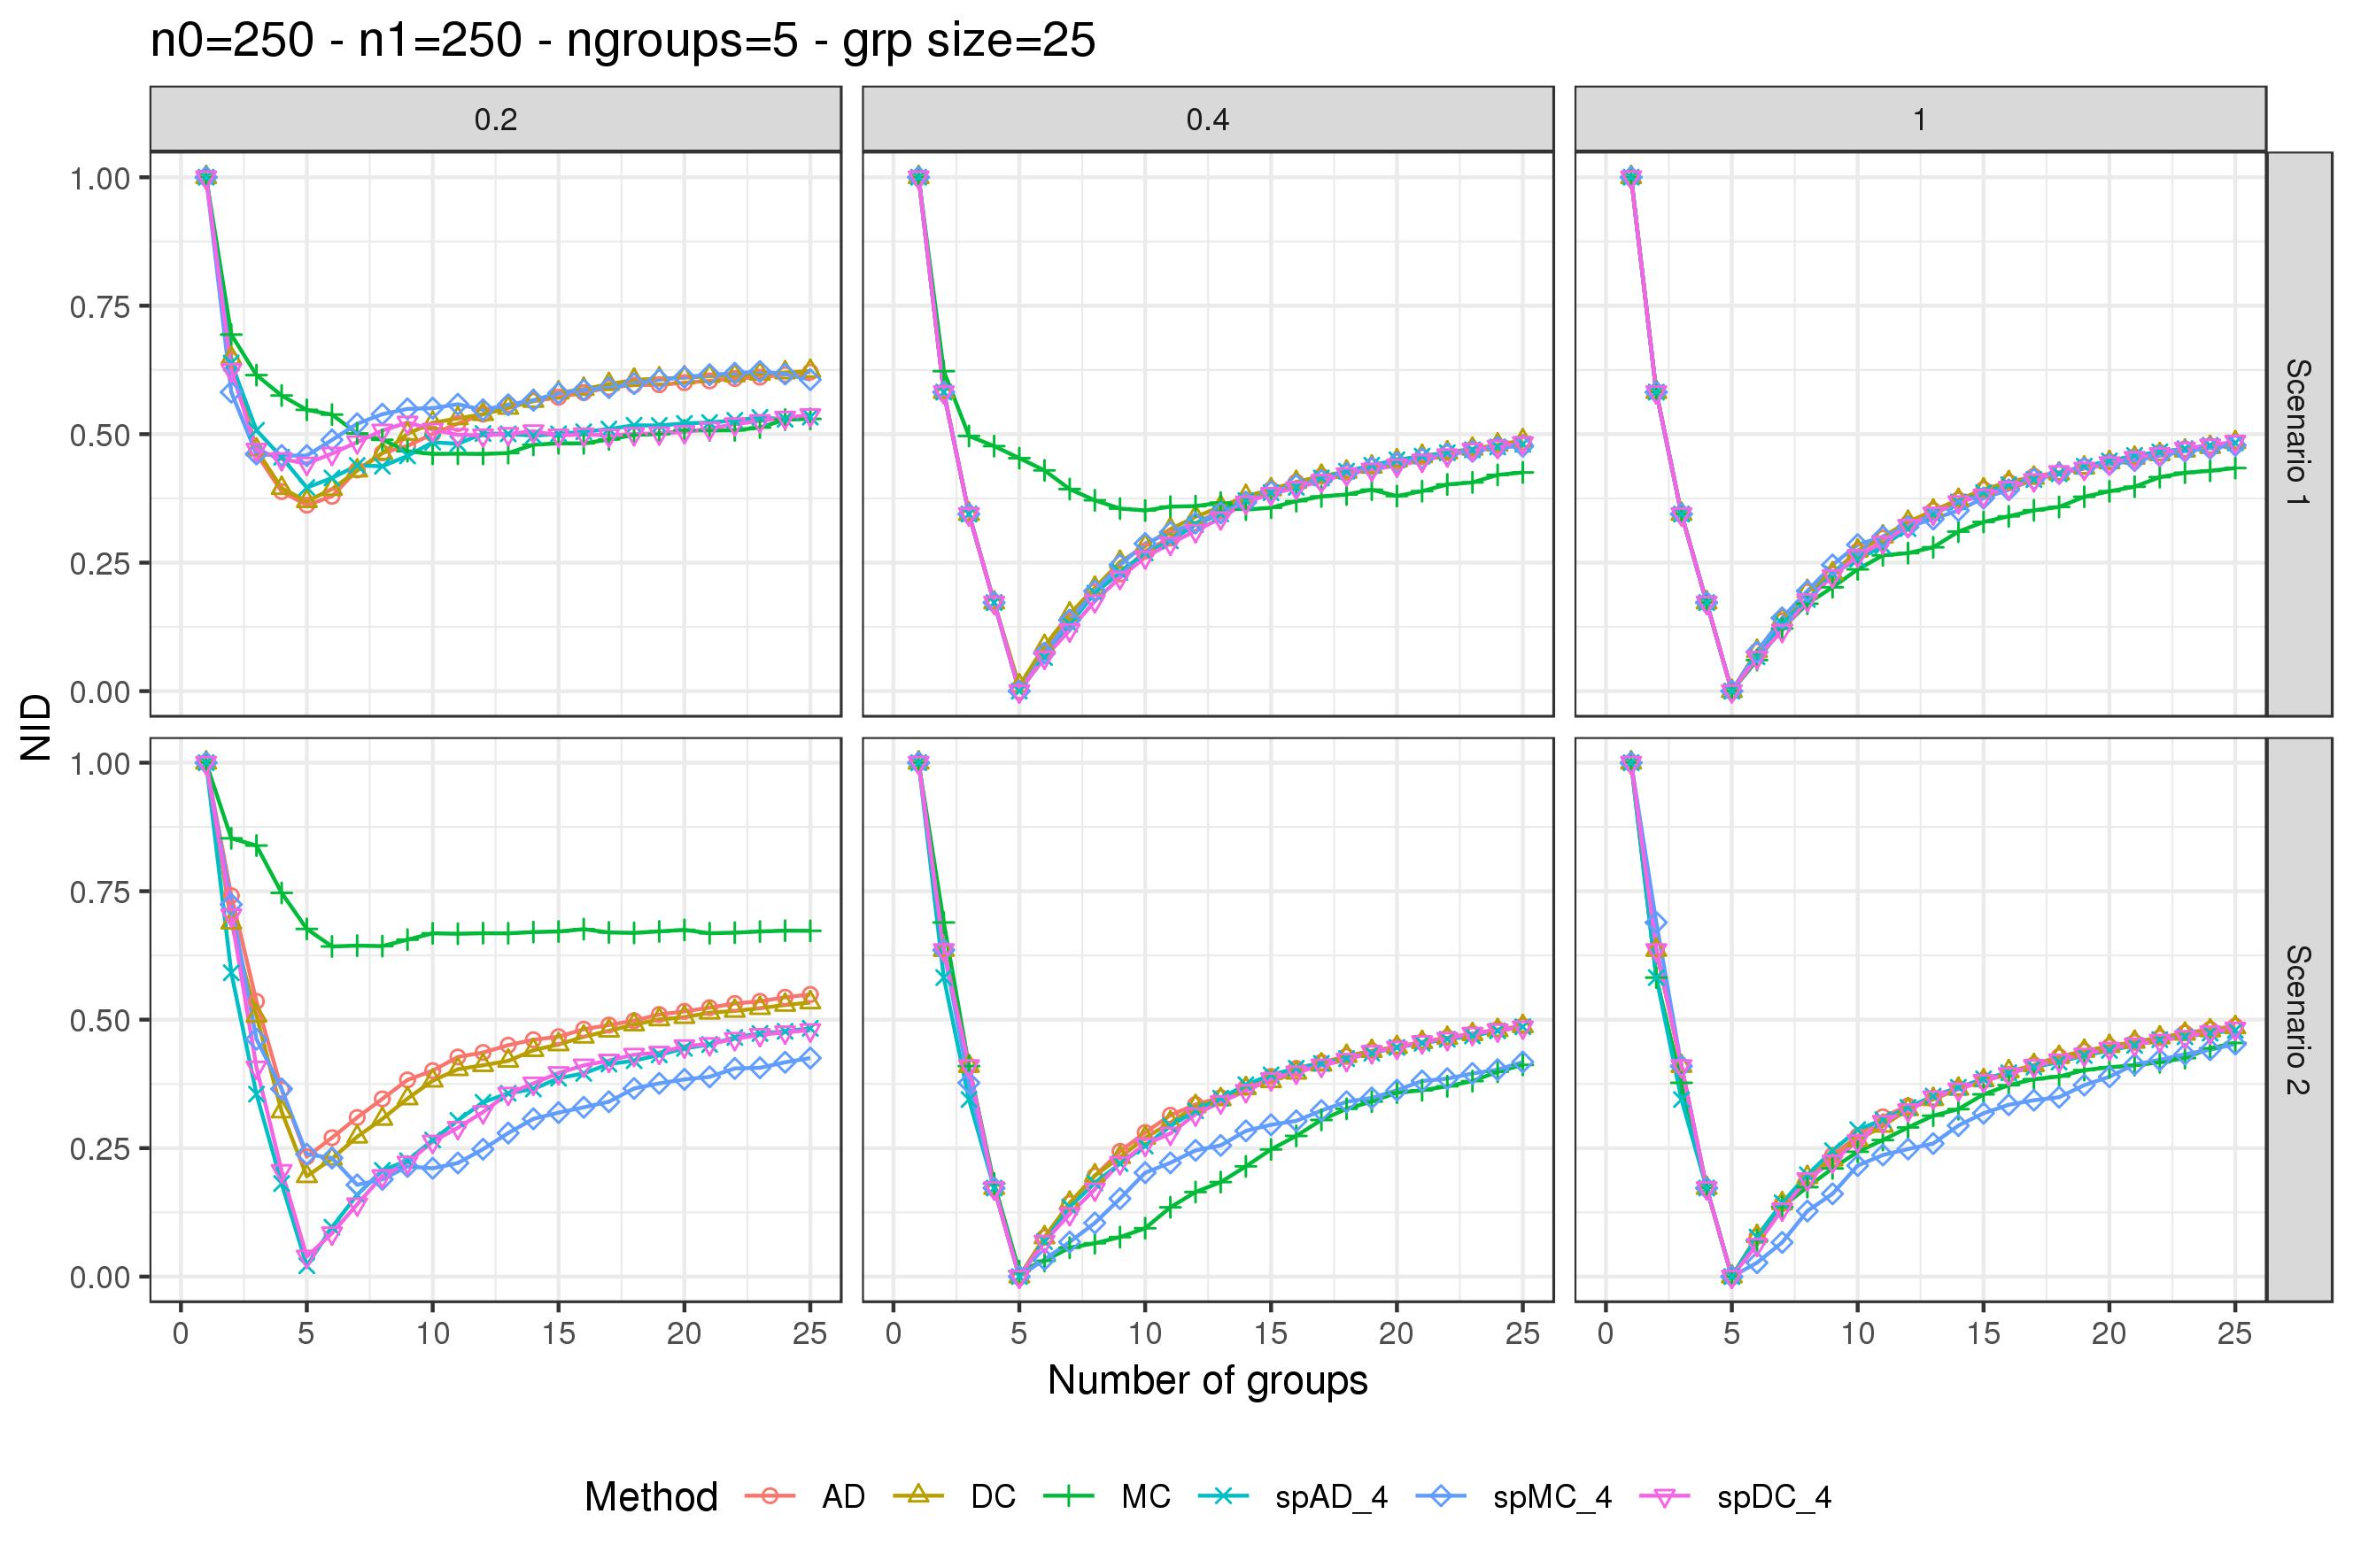 n0=250 - n1=250 - ngroups=5 - grp size=25
0.2 0.4 1
1.00
0.75
0.50
0.25
0.00
Scenario 1
NID
1.00
0.75
0.50
0.25
0.00
Scenario 2
0 5 10 15 20 25 0 5 10 15 20 25 0 5 10 15 20 25
Number of groups
Method AD DC MC spAD_4 spMC_4 spDC_4